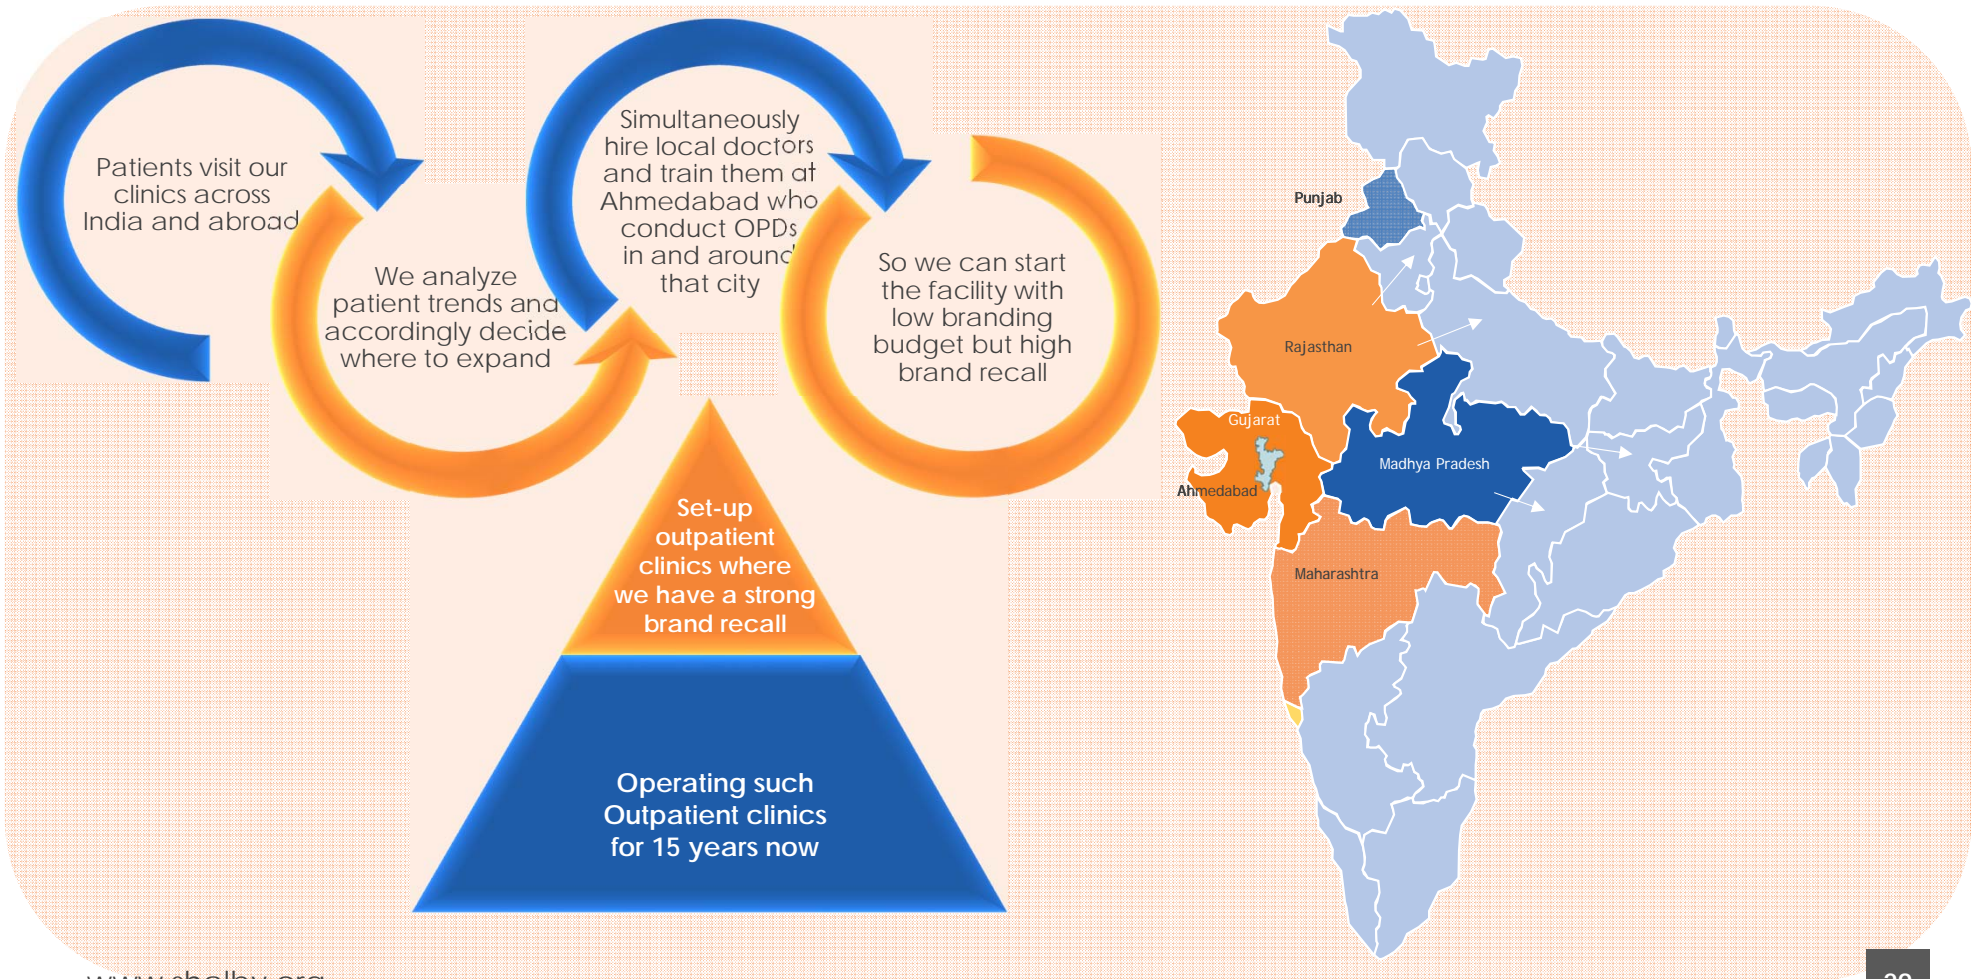 Patients visit our
clinics across
India and abroad
We analyze
patient trends and
accordingly decide
where to expand
Simultaneously
hire local doctors
and train them at
Ahmedabad who
conduct OPDs
in and around
that city
So we can start
the facility with
low branding
budget but high
brand recall
Set-up
outpatient
clinics where
we have a strong
brand recall
Operating such
Outpatient clinics
for 15 years now
Punjab
Rajasthan
Gujarat
Ahmedabad
Madhya Pradesh
Maharashtra
www.shalby.org